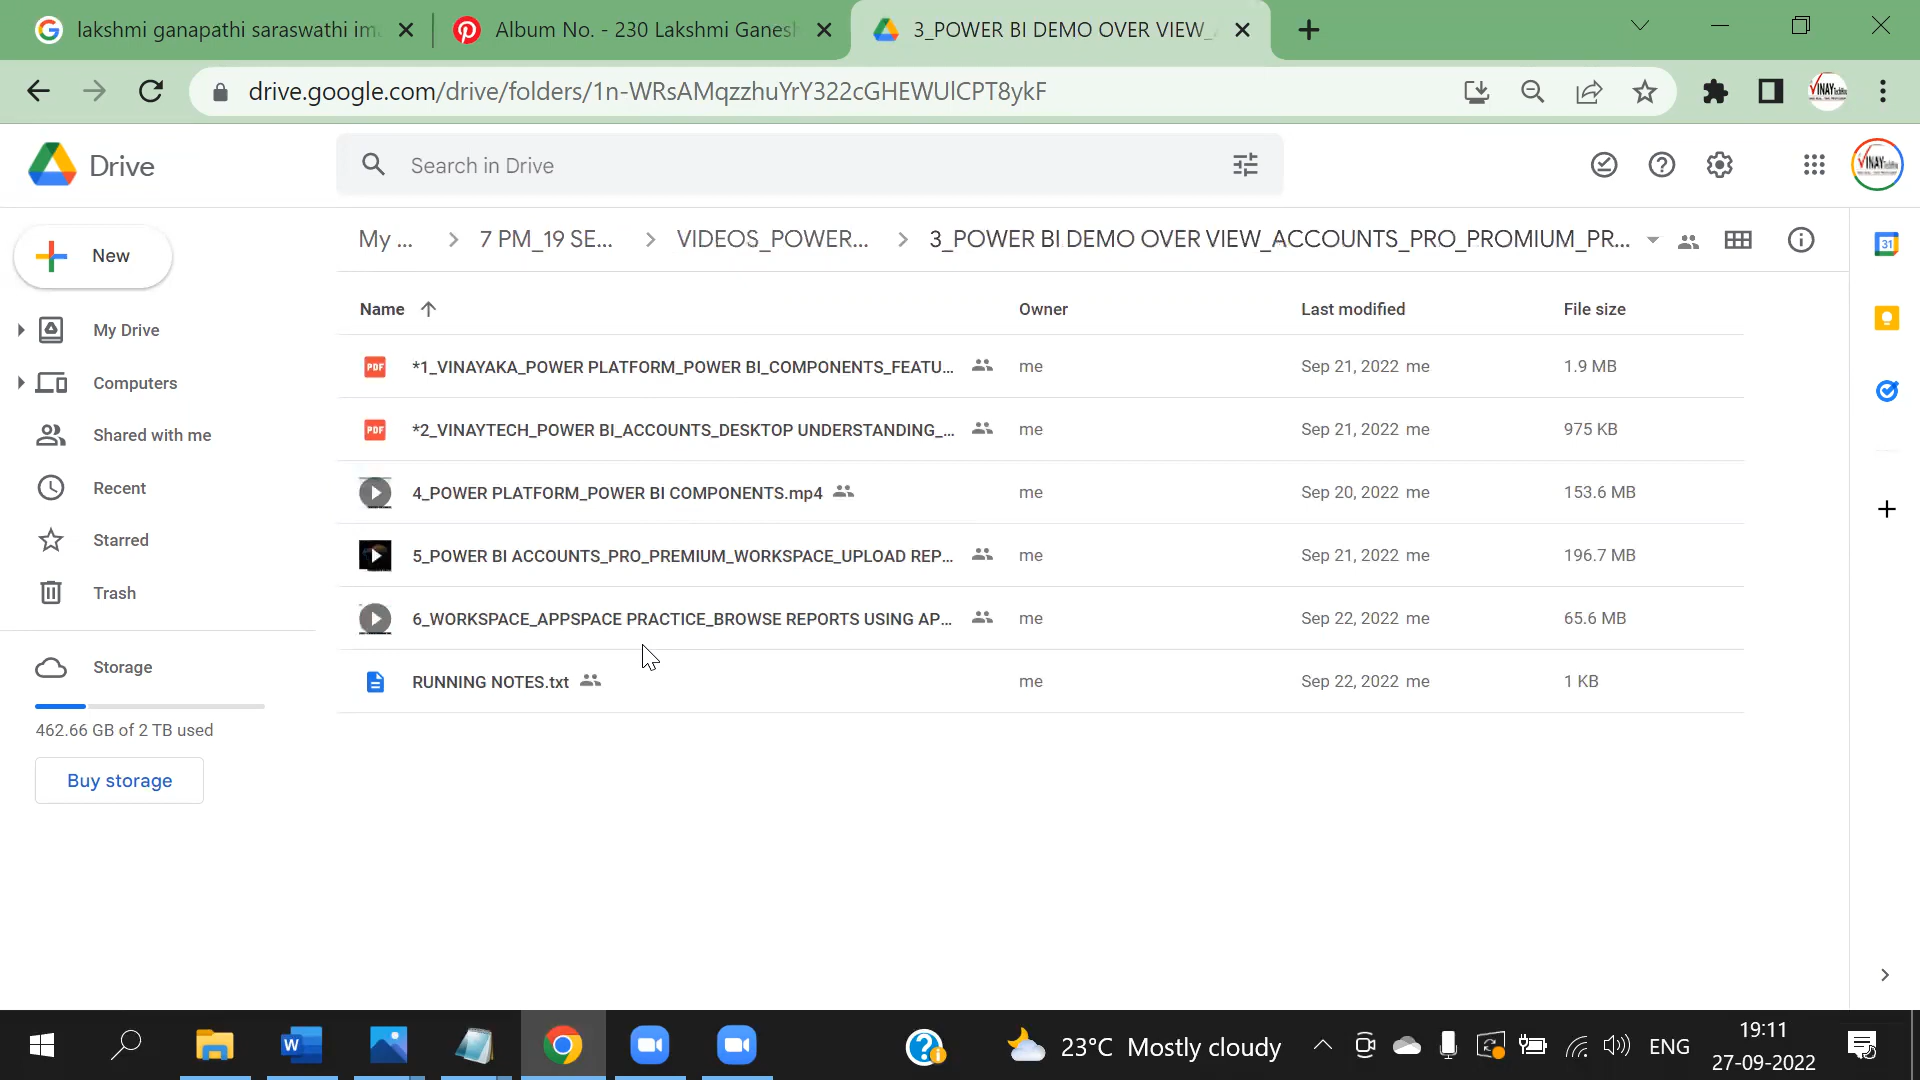 lakshmi ganapathi saraswathi im
Album No. - 230 Lakshmi Ganesh
3_POWER BI DEMO OVER VIEW_
drive.google.com/drive/folders/1n-WRsAMqzzhuYrY322cGHEWUlCPT8ykF
Drive
Search in Drive
New
My ...
7 PM_19 SE...
VIDEOS_POWER...
3_POWER BI DEMO OVER VIEW_ACCOUNTS_PRO_PROMIUM_PR...
Name
Owner
Last modified
File size
My Drive
Computers
Shared with me
Recent
Starred
Trash
Storage
462.66 GB of 2 TB used
Buy storage
PDF *1_VINAYAKA_POWER PLATFORM_POWER BI_COMPONENTS_FEATU... me Sep 21, 2022 me 1.9 MB
PDF *2_VINAYTECH_POWER BI_ACCOUNTS_DESKTOP UNDERSTANDING_... me Sep 21, 2022 me 975 KB
4_POWER PLATFORM_POWER BI COMPONENTS.mp4 me Sep 20, 2022 me 153.6 MB
5_POWER BI ACCOUNTS_PRO_PREMIUM_WORKSPACE_UPLOAD REP... me Sep 21, 2022 me 196.7 MB
6_WORKSPACE_APPSPACE PRACTICE_BROWSE REPORTS USING AP... me Sep 22, 2022 me 65.6 MB
RUNNING NOTES.txt me Sep 22, 2022 me 1 KB
31
23°C Mostly cloudy
ENG
19:11
27-09-2022